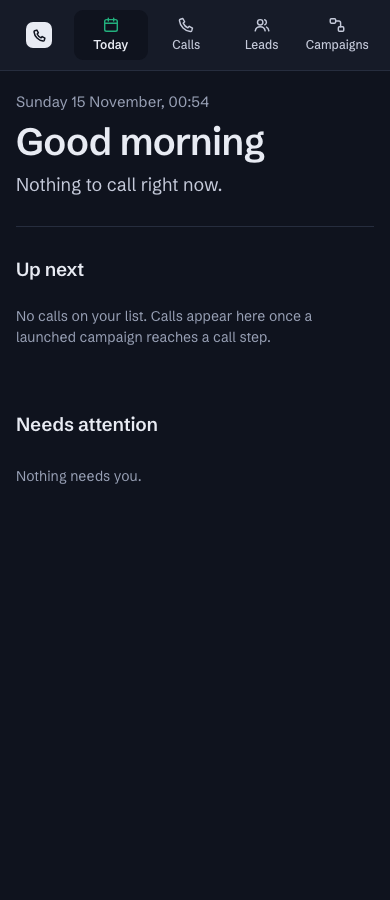 Today
Calls
Leads
Campaigns
Sunday 15 November, 00:54
Good morning
Nothing to call right now.
Up next
No calls on your list. Calls appear here once a
launched campaign reaches a call step.
Needs attention
Nothing needs you.